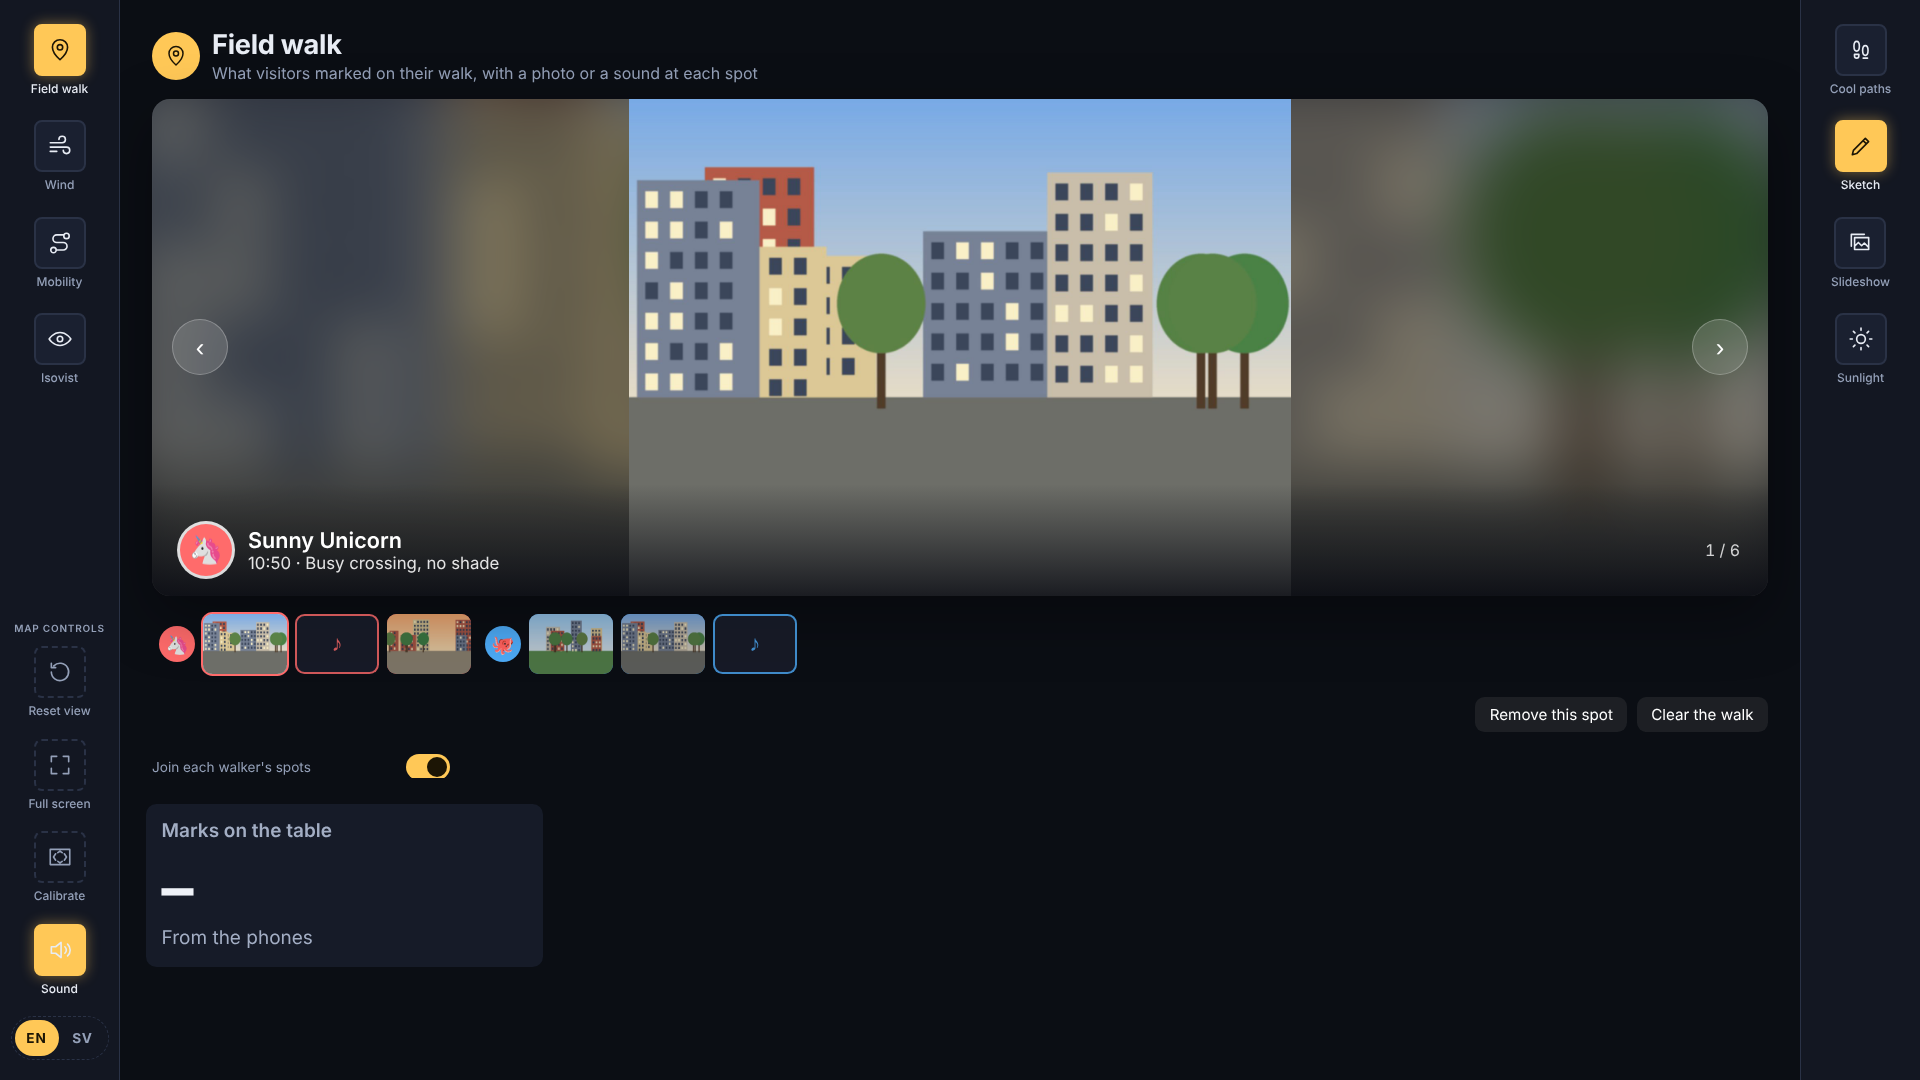 Field walk
Wind
Mobility
Isovist
MAP CONTROLS
Reset view
Full screen
Calibrate
Sound
EN SV
Field walk
What visitors marked on their walk, with a photo or a sound at each spot
‹
›
Sunny Unicorn
10:50 · Busy crossing, no shade
1 / 6
♪
♪
Remove this spot
Clear the walk
Join each walker's spots
Marks on the table
—
From the phones
Cool paths
Sketch
Slideshow
Sunlight